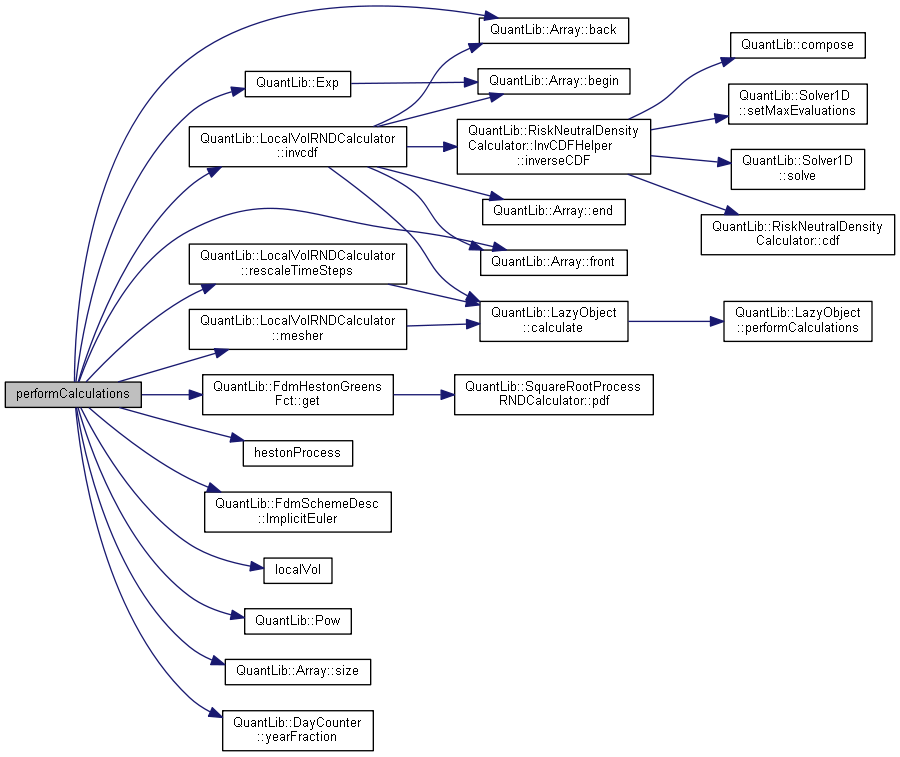 performCalculations
QuantLib::Exp
QuantLib::LocalVolRNDCalculator
::invcdf
QuantLib::LocalVolRNDCalculator
::rescaleTimeSteps
QuantLib::LocalVolRNDCalculator
::mesher
QuantLib::FdmHestonGreens
Fct::get
hestonProcess
QuantLib::FdmSchemeDesc
::ImplicitEuler
localVol
QuantLib::Pow
QuantLib::Array::size
QuantLib::DayCounter
::yearFraction
QuantLib::Array::back
QuantLib::Array::begin
QuantLib::RiskNeutralDensity
Calculator::InvCDFHelper
::inverseCDF
QuantLib::Array::end
QuantLib::Array::front
QuantLib::LazyObject
::calculate
QuantLib::SquareRootProcess
RNDCalculator::pdf
QuantLib::compose
QuantLib::Solver1D
::setMaxEvaluations
QuantLib::Solver1D
::solve
QuantLib::RiskNeutralDensity
Calculator::cdf
QuantLib::LazyObject
::performCalculations